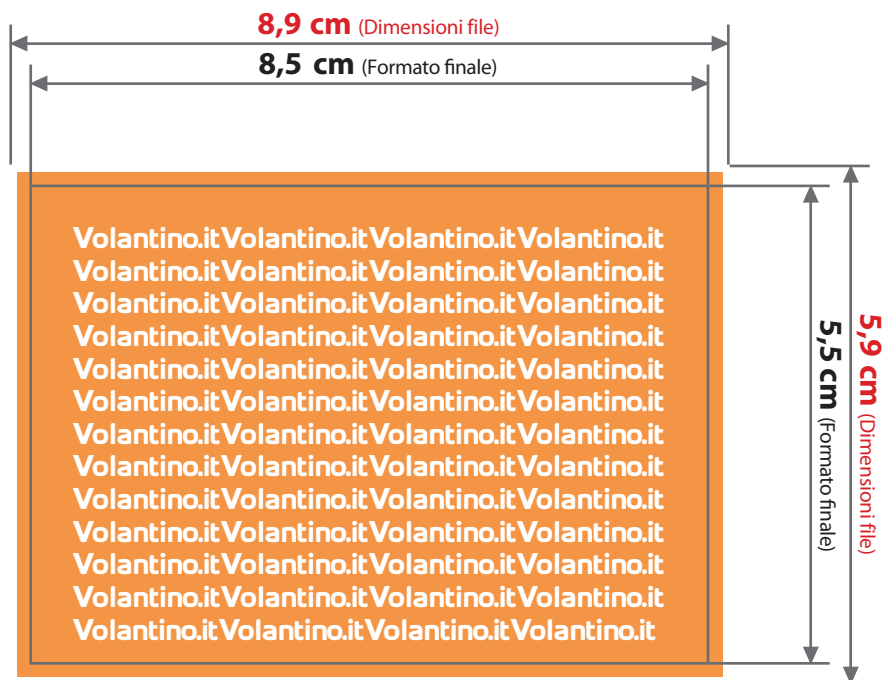 8,9 cm (Dimensioni file)
8,5 cm (Formato finale)
Volantino.itVolantino.itVolantino.itVolantino.it
Volantino.itVolantino.itVolantino.itVolantino.it
Volantino.itVolantino.itVolantino.itVolantino.it
Volantino.itVolantino.itVolantino.itVolantino.it
Volantino.itVolantino.itVolantino.itVolantino.it
Volantino.itVolantino.itVolantino.itVolantino.it
Volantino.itVolantino.itVolantino.itVolantino.it
Volantino.itVolantino.itVolantino.itVolantino.it
Volantino.itVolantino.itVolantino.itVolantino.it
Volantino.itVolantino.itVolantino.itVolantino.it
Volantino.itVolantino.itVolantino.itVolantino.it
Volantino.itVolantino.itVolantino.itVolantino.it
Volantino.itVolantino.itVolantino.itVolantino.it
5,5 cm (Formato finale)
5,9 cm (Dimensioni file)